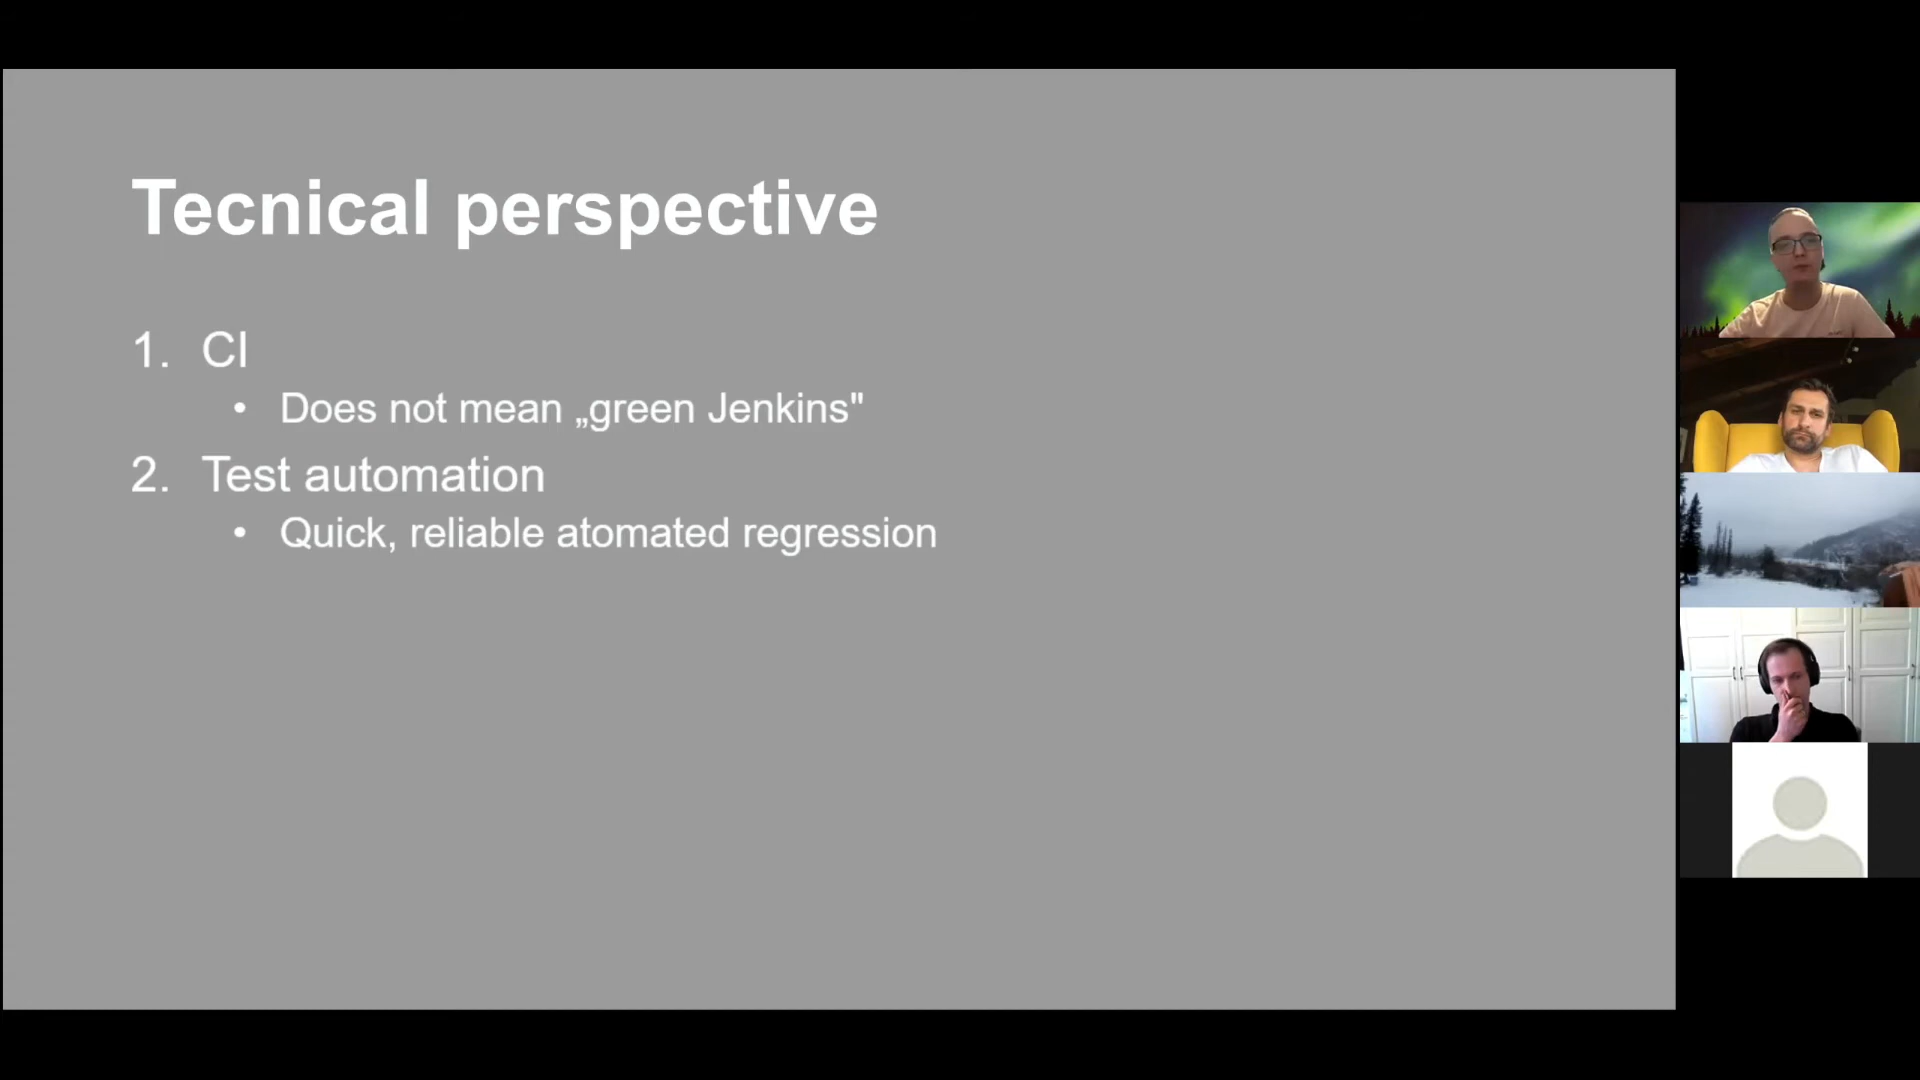 Tecnical perspective
1. CI
• Does not mean „green Jenkins"
2. Test automation
• Quick, reliable atomated regression